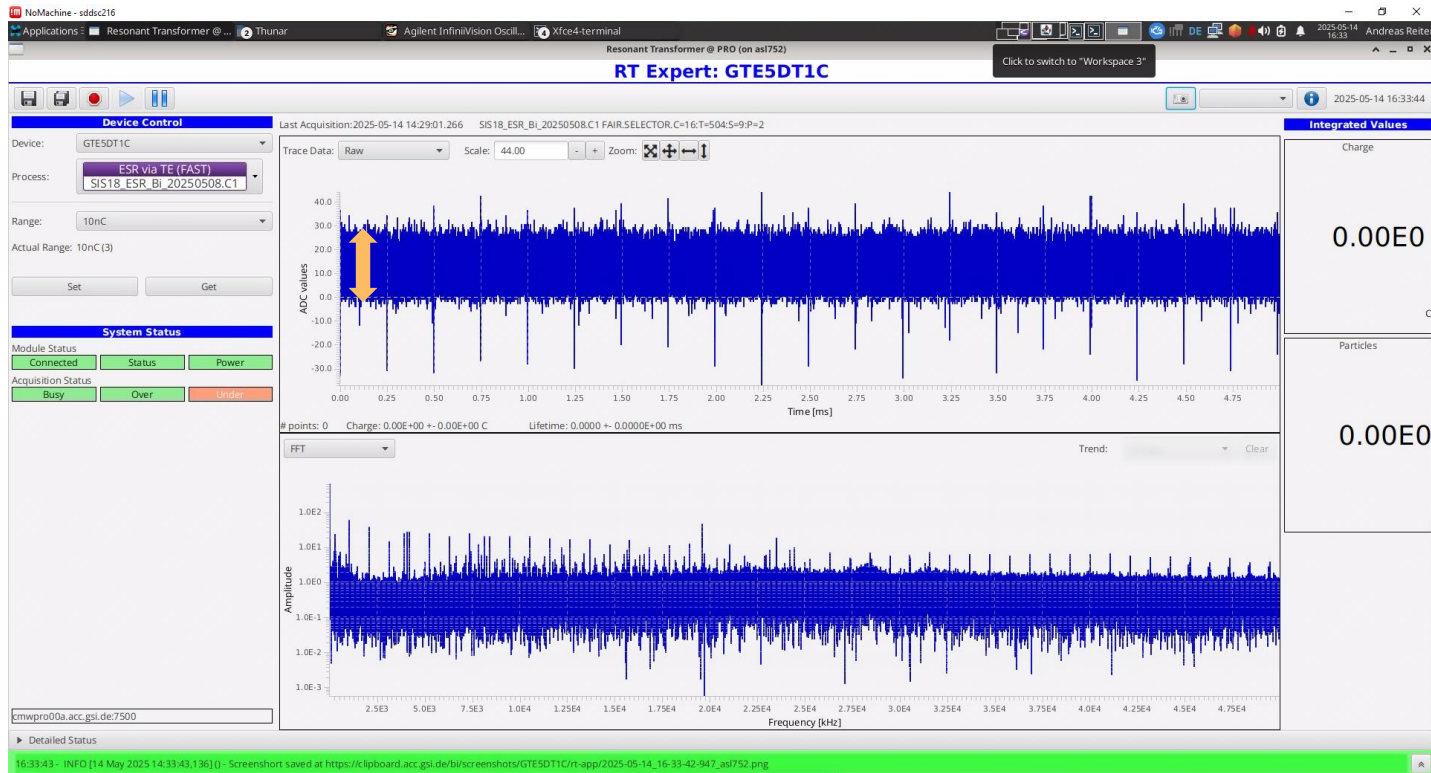 NoMachine - sddsc216
Applications
Resonant Transformer @ ...
2 Thunar
Agilent InfiniiVision Oscill...
4 Xfce4-terminal
DE
2025-05-14
16:33
Andreas Reiter
Resonant Transformer @ PRO (on asl752)
Click to switch to "Workspace 3"
RT Expert: GTE5DT1C
2025-05-14 16:33:44
Device Control
Device: GTE5DT1C
Process: ESR via TE (FAST)
SIS18_ESR_Bi_20250508.C1
Range: 10nC
Actual Range: 10nC (3)
Set Get
System Status
Module Status
Connected Status Power
Acquisition Status
Busy Over Under
cmwpro00a.acc.gsi.de:7500
Last Acquisition:2025-05-14 14:29:01.266 SIS18_ESR_Bi_20250508.C1 FAIR.SELECTOR.C=16:T=504:S=9:P=2
Trace Data: Raw Scale: 44.00 - + Zoom:
40.0
30.0
20.0
10.0
0.0
-10.0
-20.0
-30.0
ADC values
0.00 0.25 0.50 0.75 1.00 1.25 1.50 1.75 2.00 2.25 2.50 2.75 3.00 3.25 3.50 3.75 4.00 4.25 4.50 4.75
Time [ms]
# points: 0 Charge: 0.00E+00 +- 0.00E+00 C Lifetime: 0.0000 +- 0.0000E+00 ms
FFT Trend: Clear
1.0E2
1.0E1
1.0E0
1.0E-1
1.0E-2
1.0E-3
Amplitude
2.5E3 5.0E3 7.5E3 1.0E4 1.25E4 1.5E4 1.75E4 2.0E4 2.25E4 2.5E4 2.75E4 3.0E4 3.25E4 3.5E4 3.75E4 4.0E4 4.25E4 4.5E4 4.75E4
Frequency [kHz]
Integrated Values
Charge
0.00E0
C
Particles
0.00E0
Detailed Status
16:33:43 - INFO [14 May 2025 14:33:43,136] () - Screenshort saved at https://clipboard.acc.gsi.de/bi/screenshots/GTE5DT1C/rt-app/2025-05-14_16-33-42-947_asl752.png